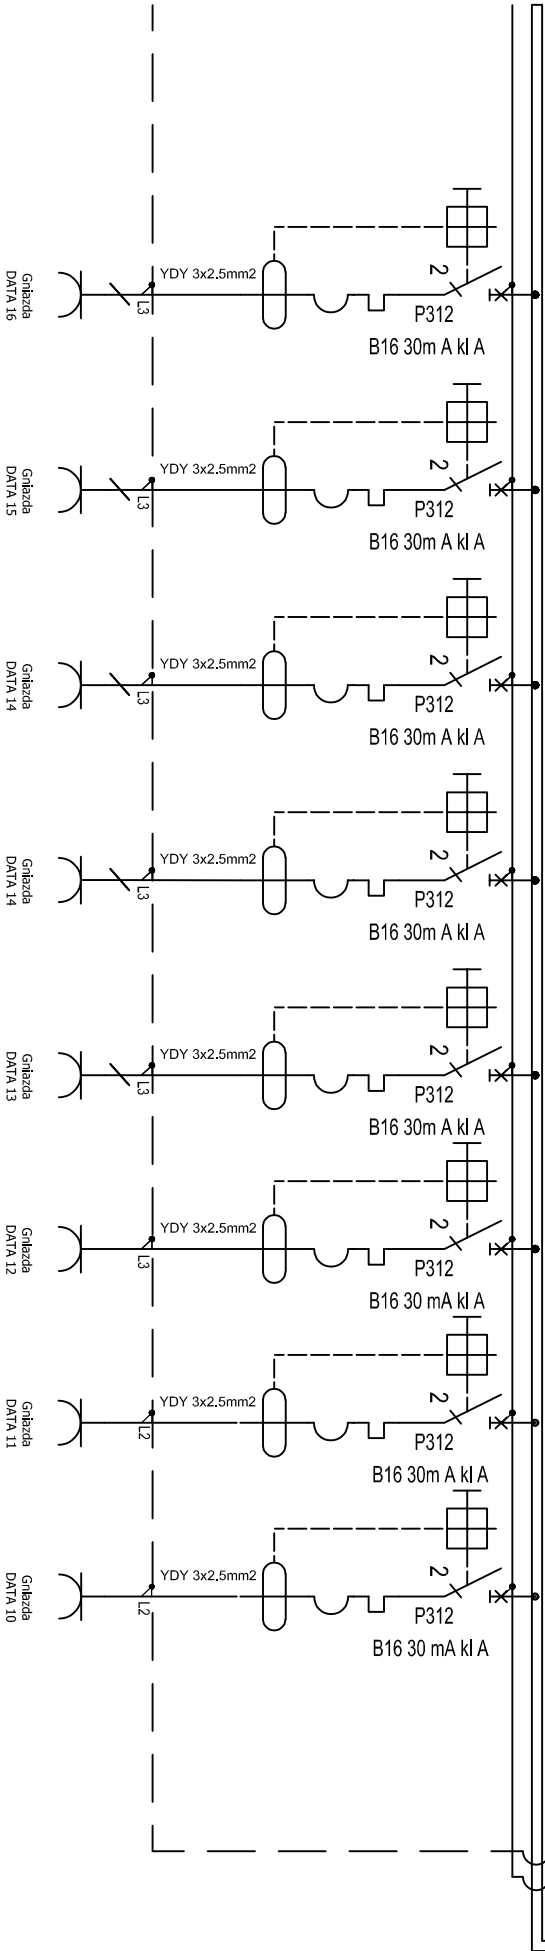 YDY 3x2.5mm2
2
L3
Gniazda
DATA 16
P312
B16 30m A kl A
YDY 3x2.5mm2
2
L3
Gniazda
DATA 15
P312
B16 30m A kl A
YDY 3x2.5mm2
2
L3
Gniazda
DATA 14
P312
B16 30m A kl A
YDY 3x2.5mm2
2
L3
Gniazda
DATA 14
P312
B16 30m A kl A
YDY 3x2.5mm2
2
L3
Gniazda
DATA 13
P312
B16 30m A kl A
YDY 3x2.5mm2
2
L3
Gniazda
DATA 12
P312
B16 30 mA kl A
YDY 3x2.5mm2
2
L2
Gniazda
DATA 11
P312
B16 30m A kl A
YDY 3x2.5mm2
2
L2
Gniazda
DATA 10
P312
B16 30 mA kl A